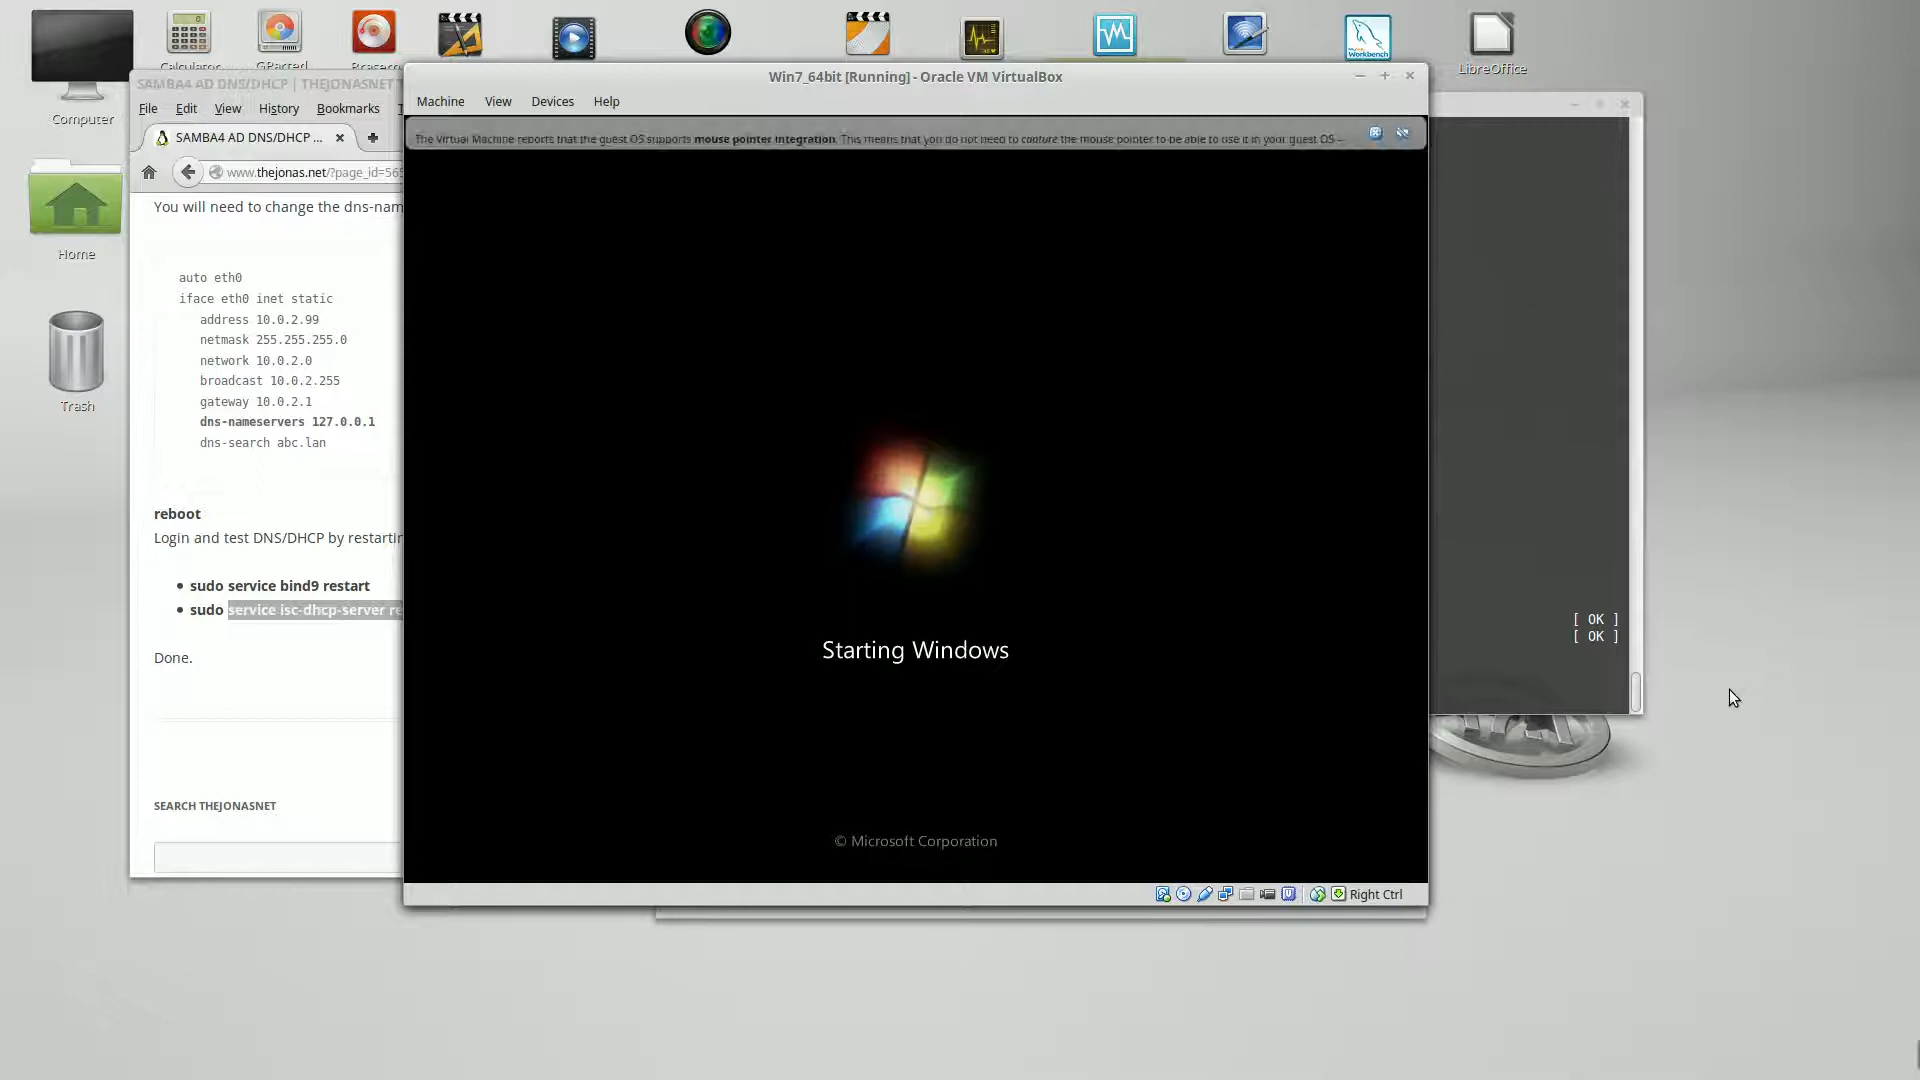 Computer
Home
Trash
Calculator
GParted
Brasero
LibreOffice
MySQL
Workbench
SAMBA4 AD DNS/DHCP | THEJONASNET
File Edit View History Bookmarks T
SAMBA4 AD DNS/DHCP ...
www.thejonas.net/?page_id=565
You will need to change the dns-nam
auto eth0
iface eth0 inet static
address 10.0.2.99
netmask 255.255.255.0
network 10.0.2.0
broadcast 10.0.2.255
gateway 10.0.2.1
dns-nameservers 127.0.0.1
dns-search abc.lan
reboot
Login and test DNS/DHCP by restartin
• sudo service bind9 restart
• sudo service isc-dhcp-server re
Done.
SEARCH THEJONASNET
Win7_64bit [Running] - Oracle VM VirtualBox
Machine View Devices Help
The Virtual Machine reports that the guest OS supports mouse pointer integration. This means that you do not need to capture the mouse pointer to be able to use it in your guest OS --
Starting Windows
© Microsoft Corporation
Right Ctrl
[ OK ]
[ OK ]